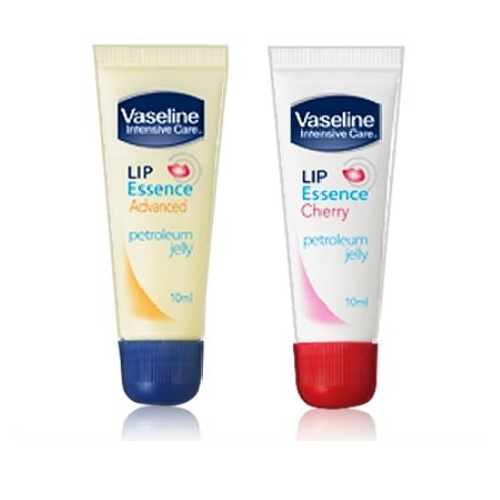 Vaseline
Intensive Care
LIP
Essence
Advanced
petroleum
jelly
10ml
Vaseline
Intensive Care
LIP
Essence
Cherry
petroleum
jelly
10ml